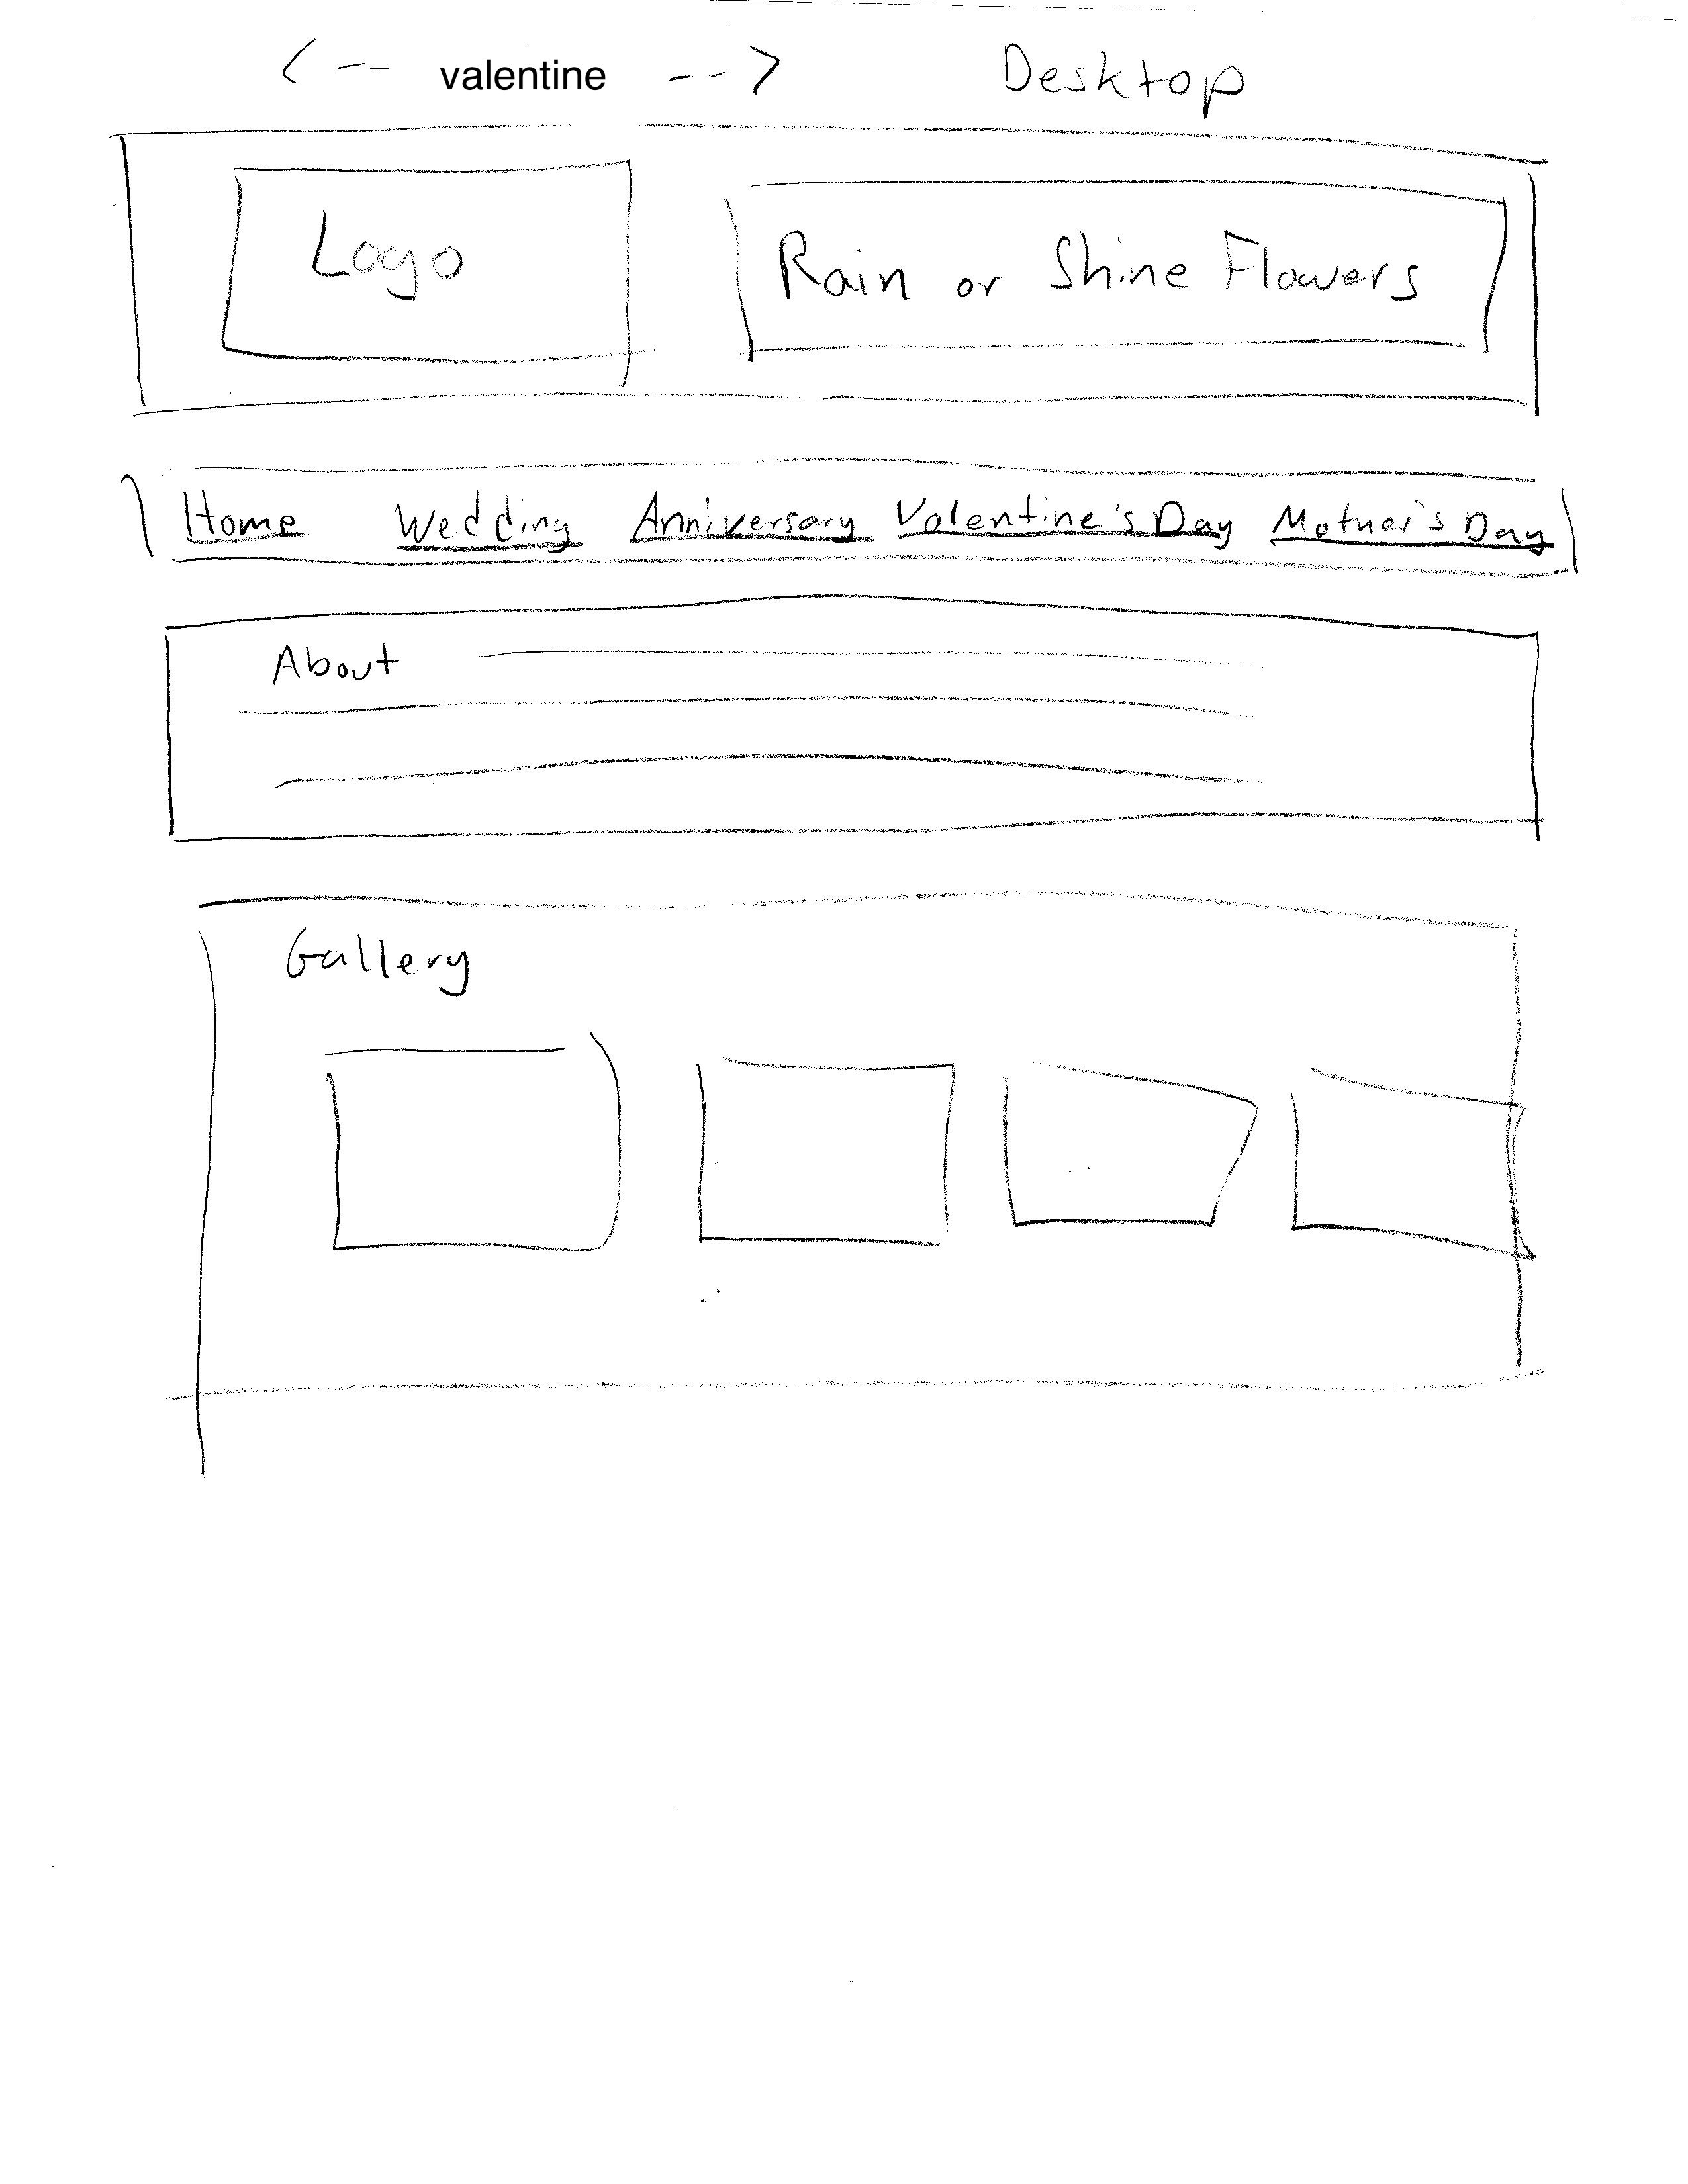 <-- valentine --> Desktop
Logo
Rain or Shine Flowers
Home Wedding Anniversary Valentine's Day Mother's Day
About
Gallery